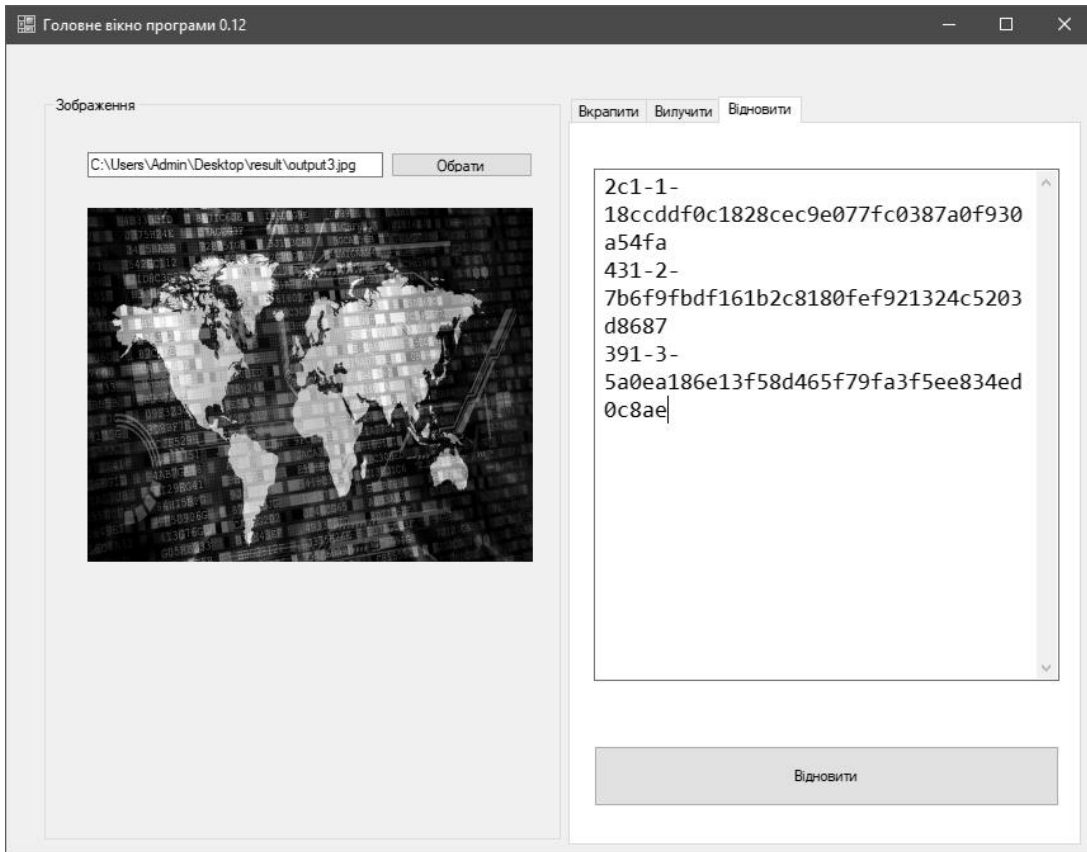 Головне вікно програми 0.12
Зображення
C:\Users\Admin\Desktop\result\output3.jpg
Обрати
Вкрапити
Вилучити
Відновити
2c1-1-
18ccddf0c1828cec9e077fc0387a0f930
a54fa
431-2-
7b6f9fbdf161b2c8180fef921324c5203
d8687
391-3-
5a0ea186e13f58d465f79fa3f5ee834ed
0c8ae
Відновити